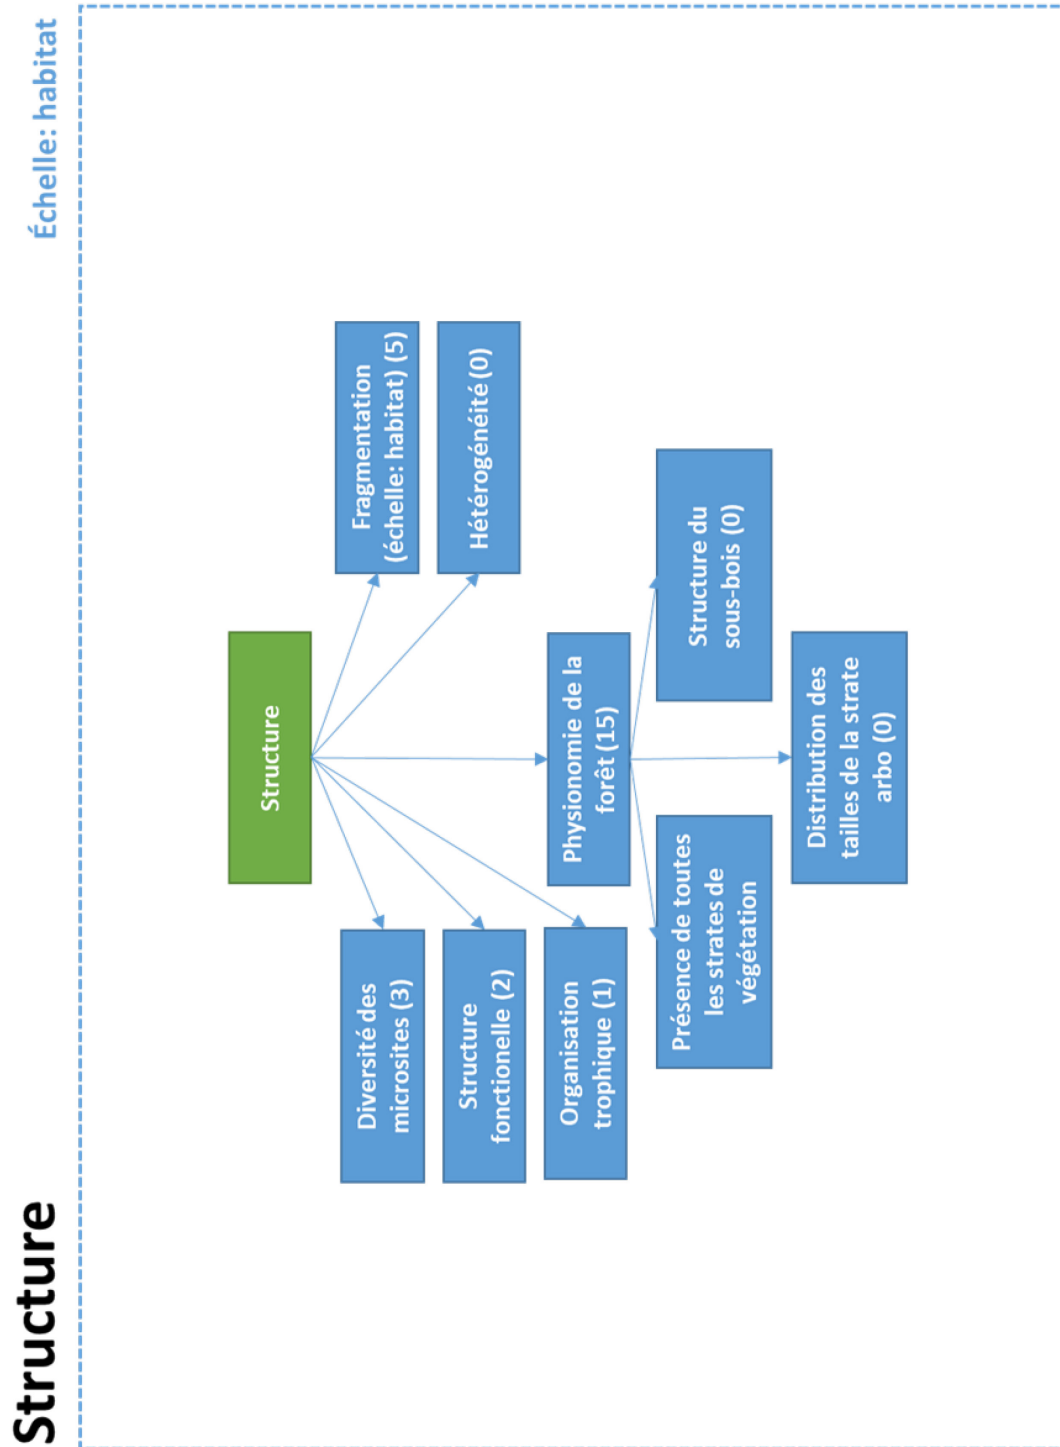 Structure
Échelle: habitat
Structure
Diversité des
microsites (3)
Fragmentation
(échelle: habitat) (5)
Structure
fonctionelle (2)
Hétérogénéité (0)
Organisation
trophique (1)
Physionomie de la
forêt (15)
Présence de toutes
les strates de
végétation
Structure du
sous-bois (0)
Distribution des
tailles de la strate
arbo (0)